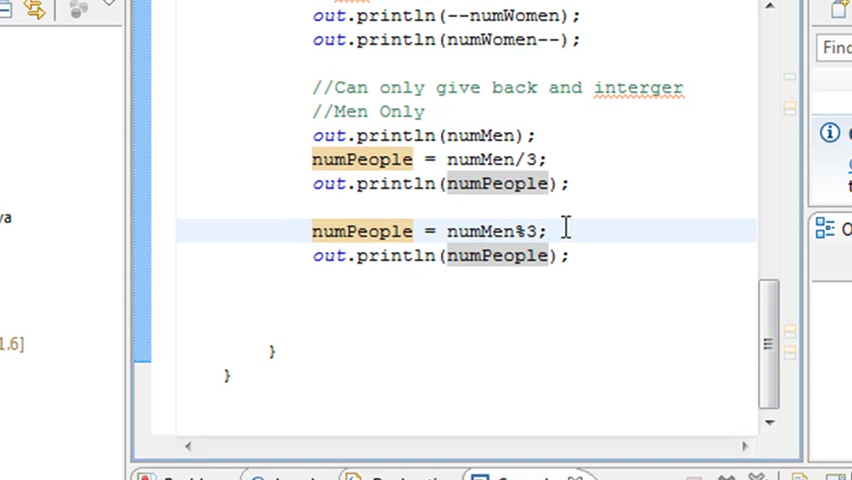 out.println(--numWomen);
out.println(numWomen--);
//Can only give back and interger
//Men Only
out.println(numMen);
numPeople = numMen/3;
out.println(numPeople);
numPeople = numMen%3;
out.println(numPeople);
}
}
va
1.6]
Find